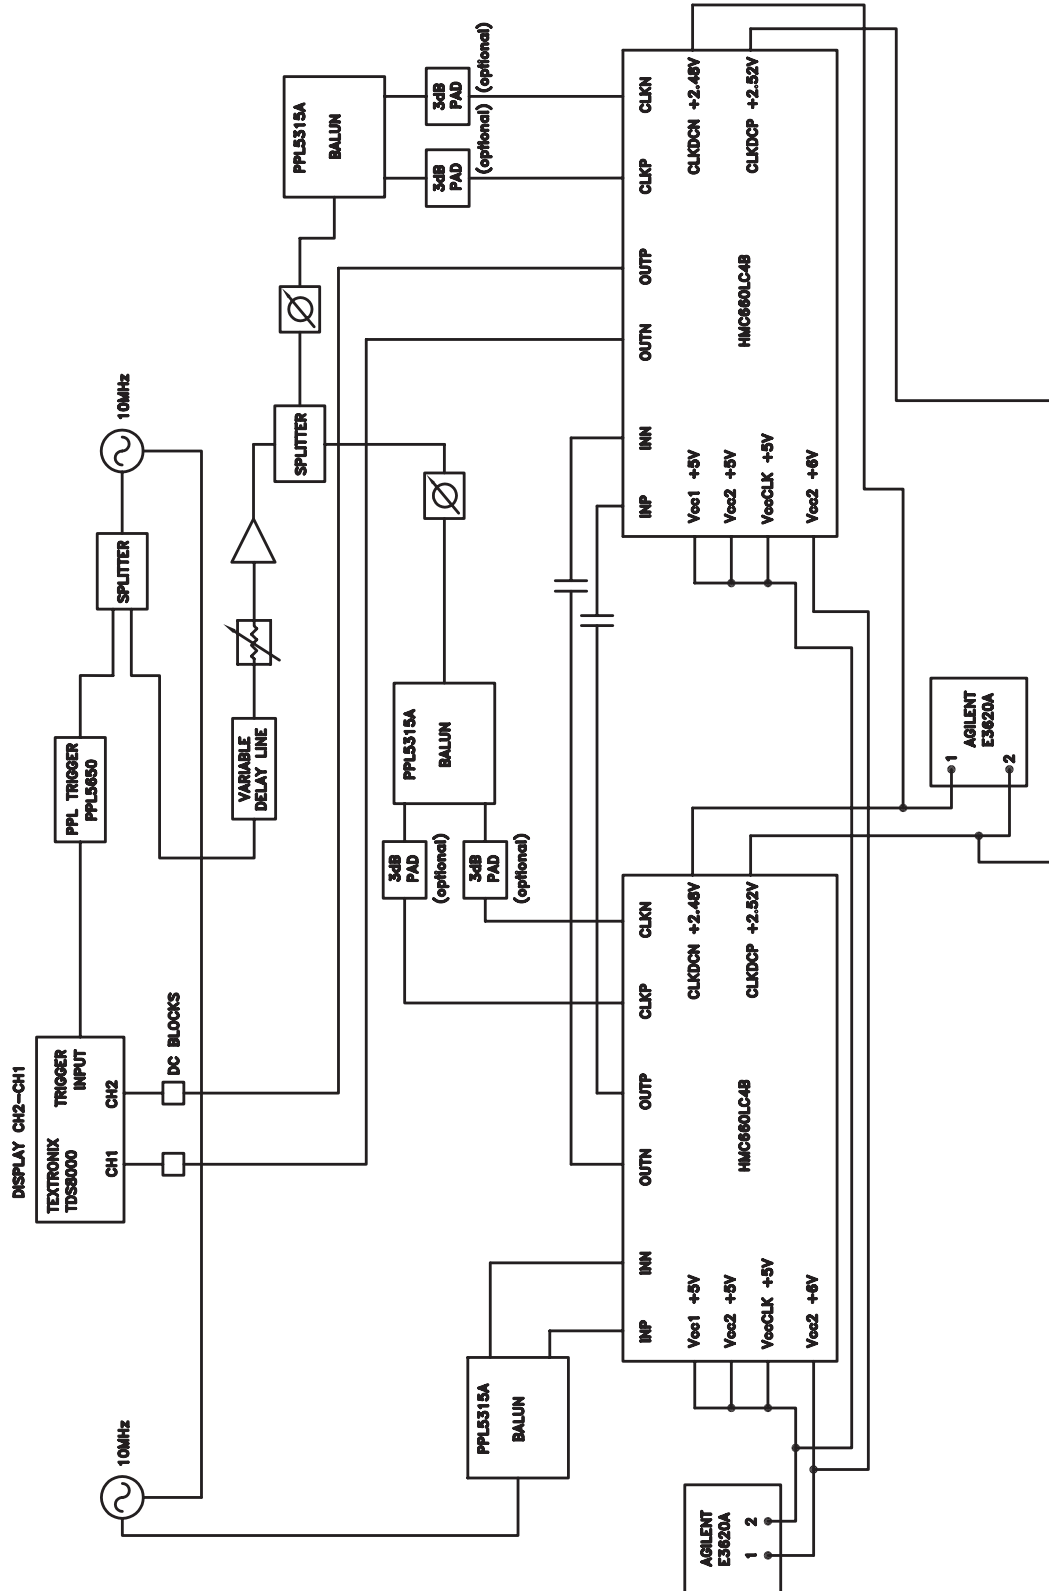 DISPLAY CH2-CH1
TEXTRONIX
TDS8000
TRIGGER
INPUT
CH1
CH2
DC BLOCKS
PPL TRIGGER
PPL5650
SPLITTER
10MHz
10MHz
VARIABLE
DELAY LINE
SPLITTER
PPL5315A
BALUN
3dB
PAD
(optional)
3dB
PAD
(optional)
PPL5315A
BALUN
3dB
PAD
(optional)
3dB
PAD
(optional)
PPL5315A
BALUN
INP
INN
OUTN
OUTP
CLKP
CLKN
Vcc1 +5V
Vcc2 +5V
VccCLK +5V
Vcc2 +6V
HMC660LC4B
CLKDCN +2.48V
CLKDCP +2.52V
INP
INN
OUTN
OUTP
CLKP
CLKN
Vcc1 +5V
Vcc2 +5V
VccCLK +5V
Vcc2 +6V
HMC660LC4B
CLKDCN +2.48V
CLKDCP +2.52V
AGILENT
E3620A
1 2
AGILENT
E3620A
1
2